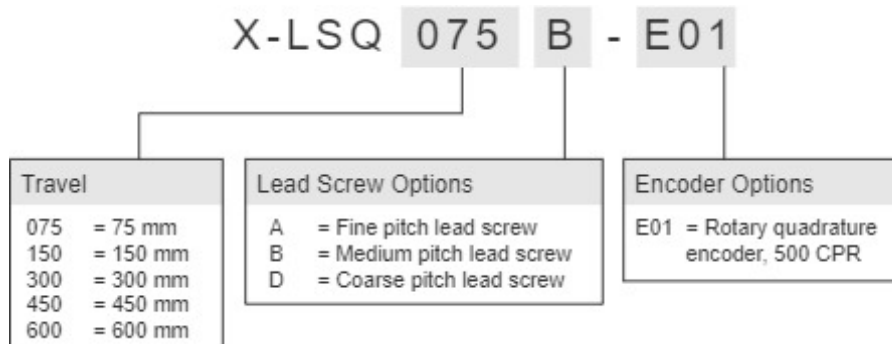 X-LSQ 075 B - E01
Travel
075 = 75 mm
150 = 150 mm
300 = 300 mm
450 = 450 mm
600 = 600 mm
Lead Screw Options
A = Fine pitch lead screw
B = Medium pitch lead screw
D = Coarse pitch lead screw
Encoder Options
E01 = Rotary quadrature
encoder, 500 CPR